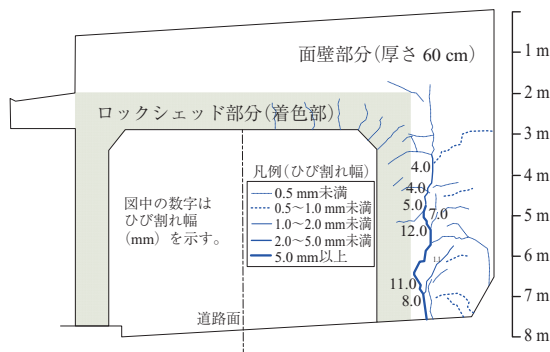 面壁部分(厚さ 60 cm)
ロックシェッド部分(着色部)
図中の数字は
ひび割れ幅
(mm) を示す。
凡例(ひび割れ幅)
0.5 mm未満
0.5～1.0 mm未満
1.0～2.0 mm未満
2.0～5.0 mm未満
5.0 mm以上
道路面
4.0
4.0
5.0
7.0
12.0
11.0
8.0
1 m
2 m
3 m
4 m
5 m
6 m
7 m
8 m